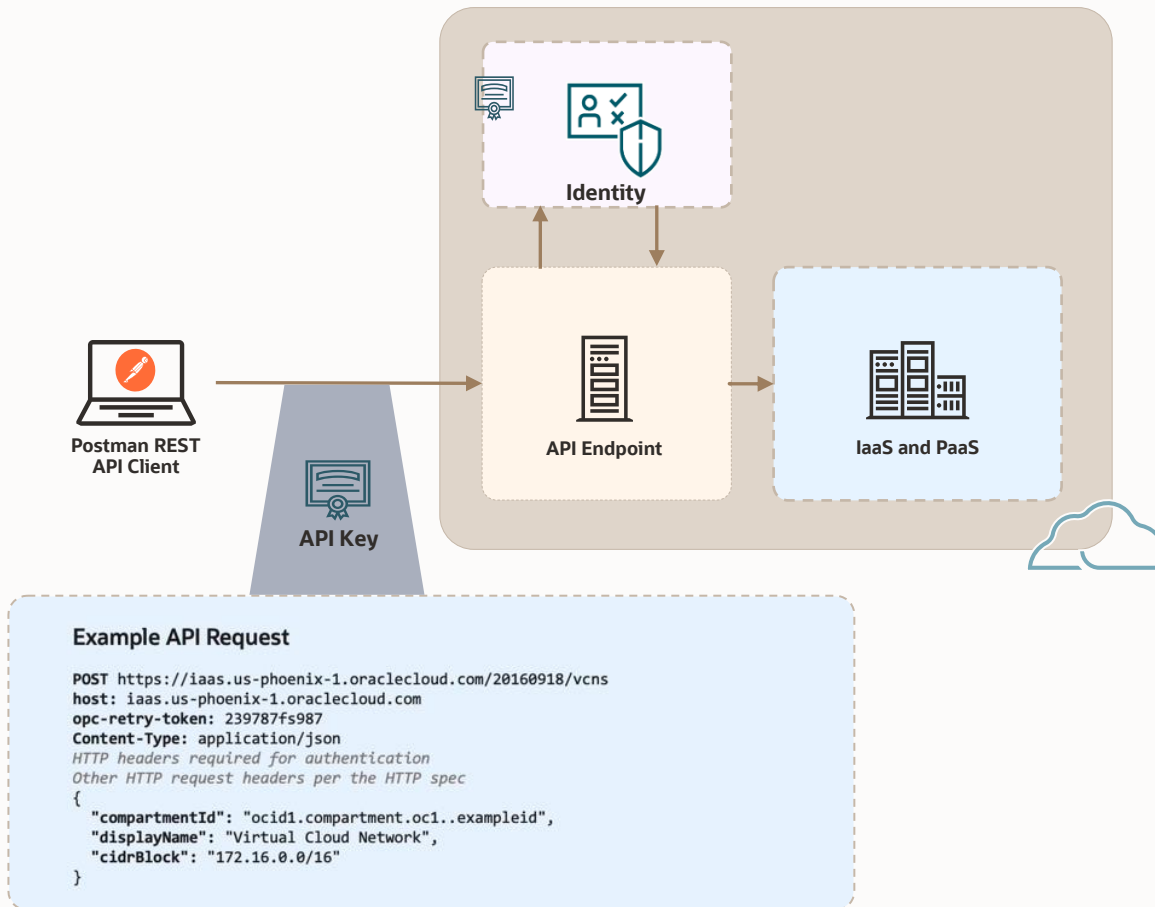 Identity
Postman REST
API Client
API Endpoint
IaaS and PaaS
API Key
Example API Request
POST https://iaas.us-phoenix-1.oraclecloud.com/20160918/vcns
host: iaas.us-phoenix-1.oraclecloud.com
opc-retry-token: 239787fs987
Content-Type: application/json
HTTP headers required for authentication
Other HTTP request headers per the HTTP spec
{
  "compartmentId": "ocid1.compartment.oc1..exampleid",
  "displayName": "Virtual Cloud Network",
  "cidrBlock": "172.16.0.0/16"
}